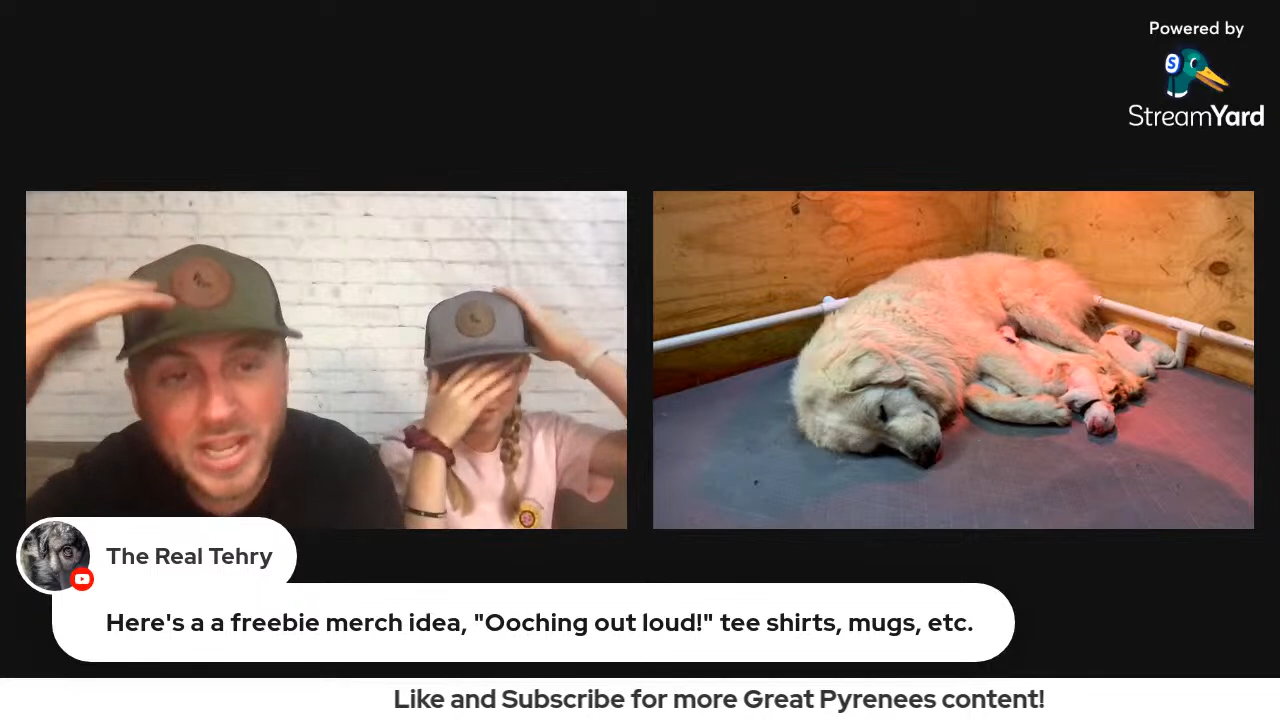 Powered by
S
StreamYard
The Real Tehry
Here's a a freebie merch idea, "Ooching out loud!" tee shirts, mugs, etc.
Like and Subscribe for more Great Pyrenees content!